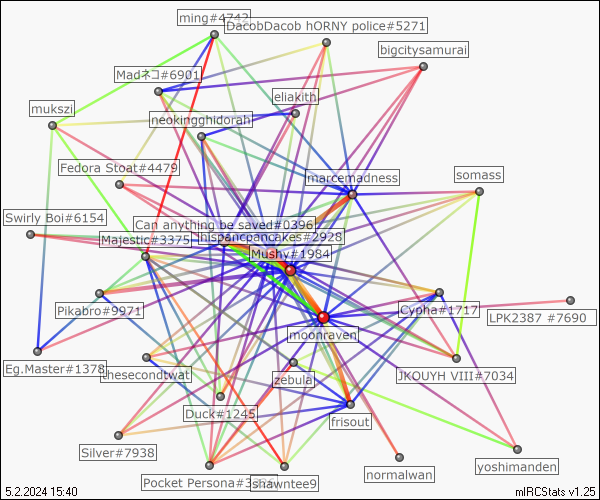 ming#4742
DacobDacob hORNY police#5271
bigcitysamurai
Madネコ#6901
eliakith
mukszi
neokingghidorah
Fedora Stoat#4479
marcemadness
somass
Swirly Boi#6154
Can anything be saved#0396
Majestic#3375
hispanicpancakes#2928
Mushy#1984
Pikabro#9971
Cypha#1717
LPK2387 #7690
moonraven
Eg.Master#1378
thesecondtwat
zebula
JKOUYH VIII#7034
Duck#1245
frisout
Silver#7938
Pocket Persona
shawntee9
normalwan
yoshimanden
5.2.2024 15:40
mIRCStats v1.25